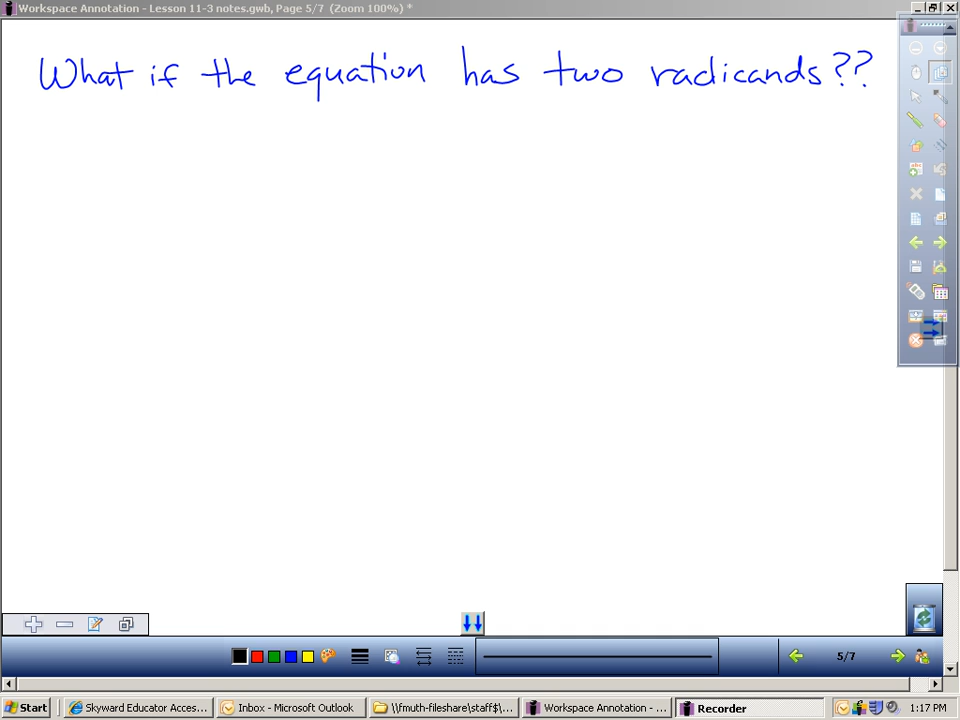 Workspace Annotation - Lesson 11-3 notes.gwb, Page 5/7 (Zoom 100%) *
What if the equation has two radicands??
abc
5/7
Start
Skyward Educator Acces...
Inbox - Microsoft Outlook
\\fmuth-fileshare\staff$\...
Workspace Annotation - ...
Recorder
1:17 PM